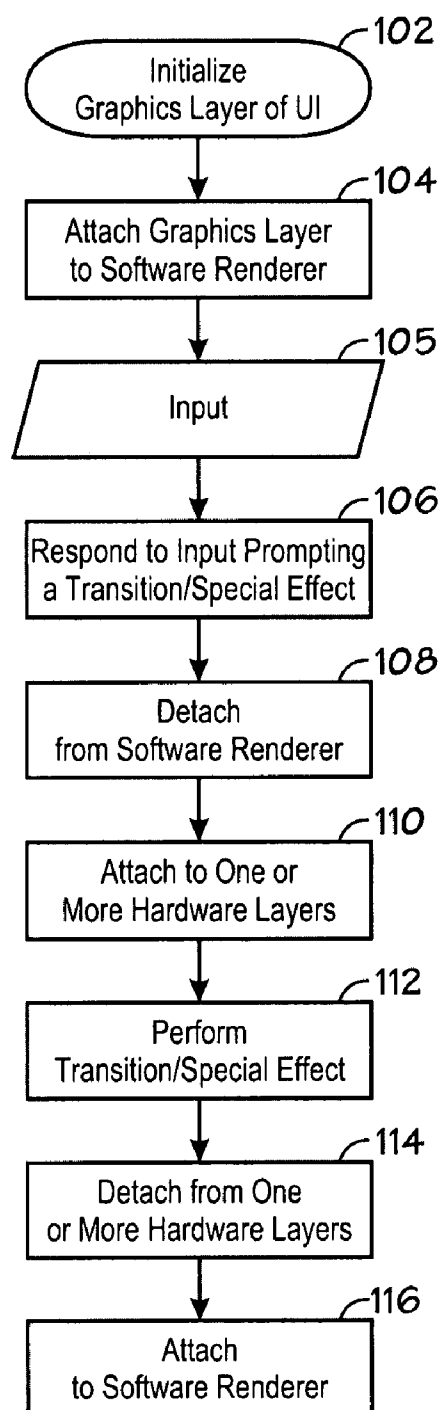 102
Initialize
Graphics Layer of UI
104
Attach Graphics Layer
to Software Renderer
105
Input
106
Respond to Input Prompting
a Transition/Special Effect
108
Detach
from Software Renderer
110
Attach to One or
More Hardware Layers
112
Perform
Transition/Special Effect
114
Detach from One
or More Hardware Layers
116
Attach
to Software Renderer